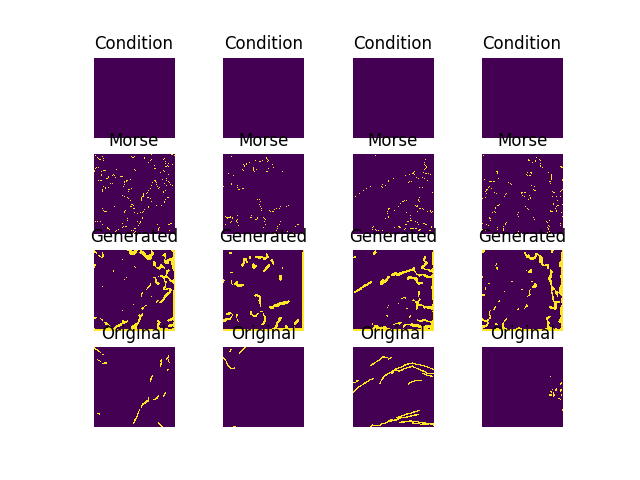 Condition Condition Condition Condition
Morse Morse Morse Morse
Generated Generated Generated Generated
Original Original Original Original